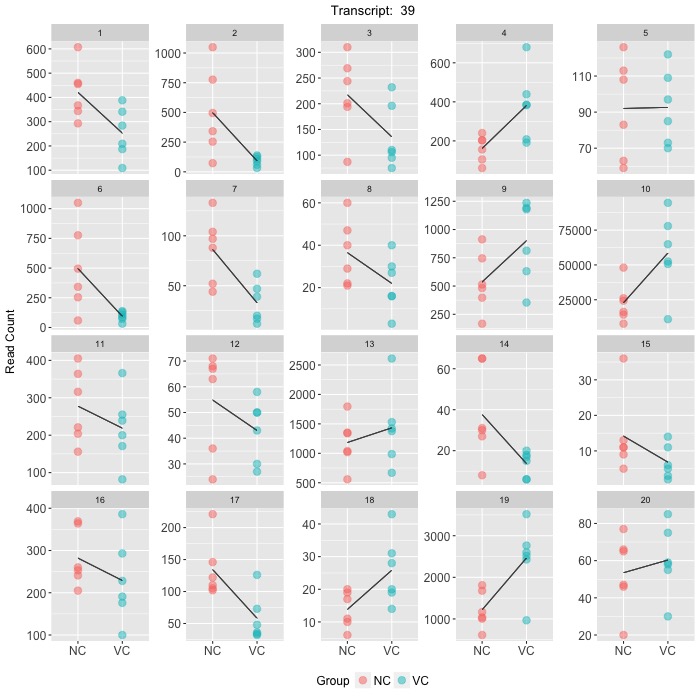 Transcript: 39
1 2 3 4 5
600 500 400 300 200 100
1000 750 500 250 0
300 250 200 150 100
600 400 200
110 90 70
6 7 8 9 10
1000 750 500 250 0
100 50
60 40 20
1250 1000 750 500 250
75000 50000 25000
Read Count
11 12 13 14 15
400 300 200 100
70 60 50 40 30
2500 2000 1500 1000 500
60 40 20
30 20 10
16 17 18 19 20
400 300 200 100
200 150 100 50
40 30 20 10
3000 2000 1000
80 60 40 20
NC VC NC VC NC VC NC VC NC VC
Group NC VC